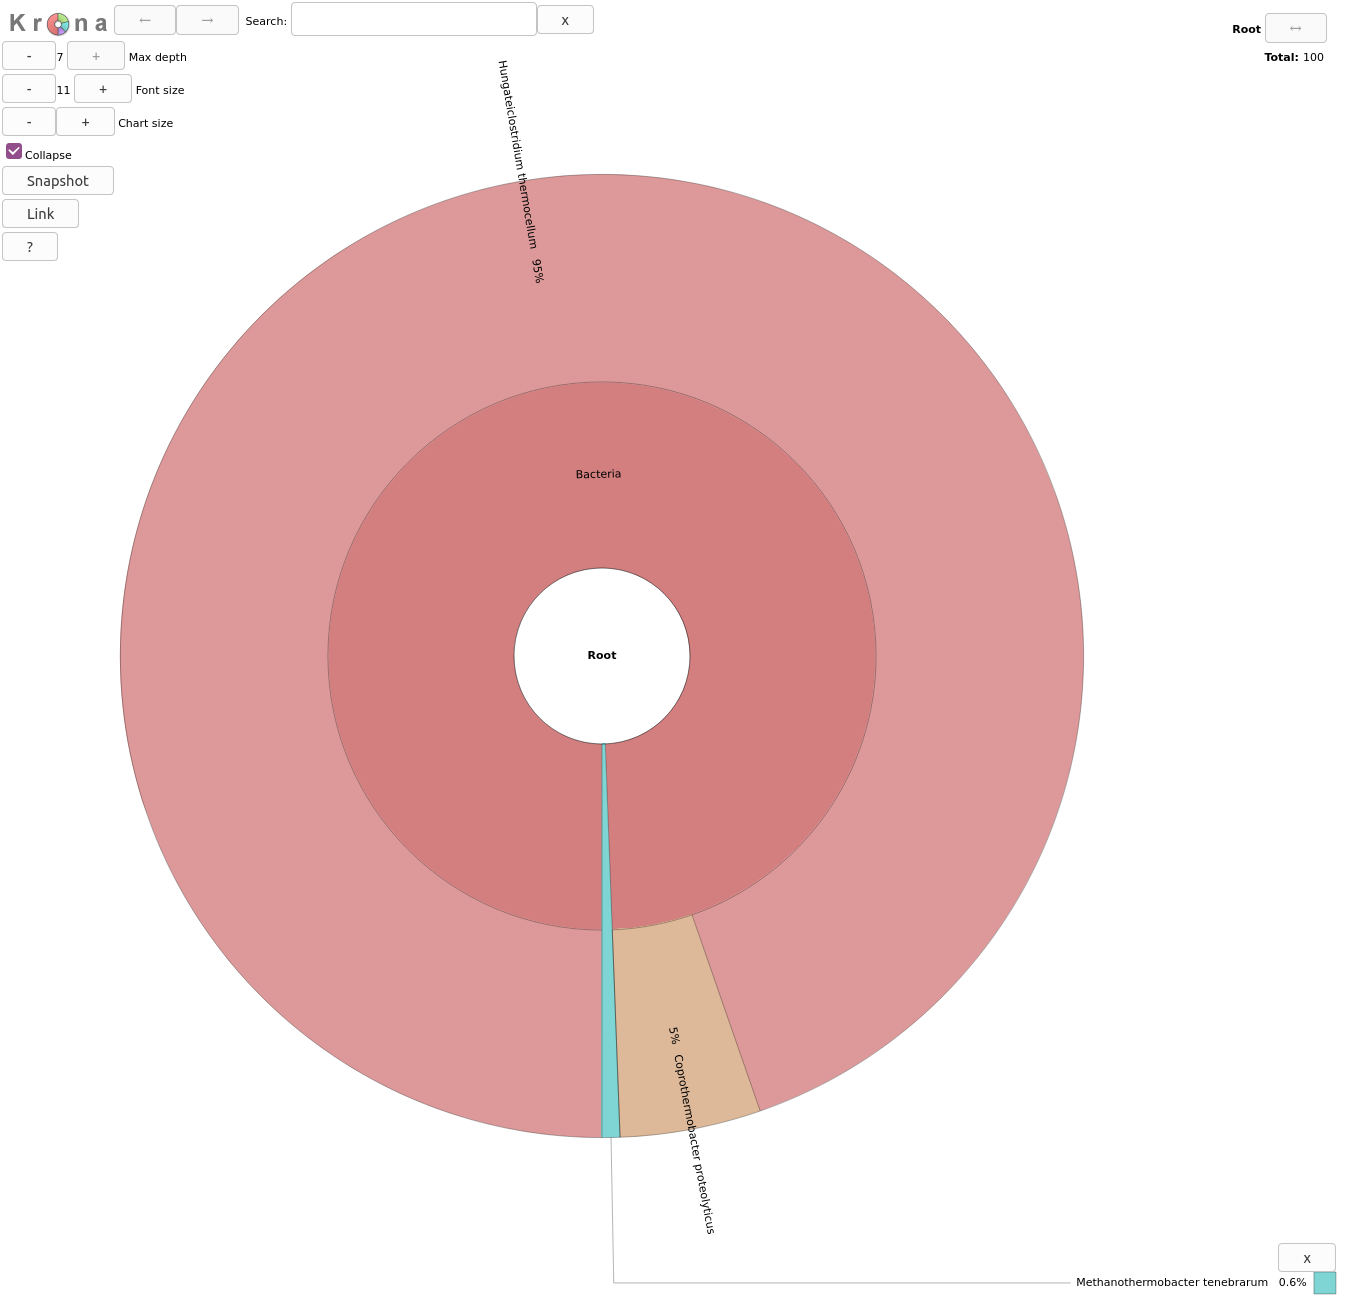 Krona ← → Search: x
Root ↔
- 7 + Max depth
Total: 100
- 11 + Font size
- + Chart size
Collapse
Snapshot
Link
?
Hungateiclostridium thermocellum 95%
Bacteria
Root
5% Coprothermobacter proteolyticus
x
Methanothermobacter tenebrarum 0.6%